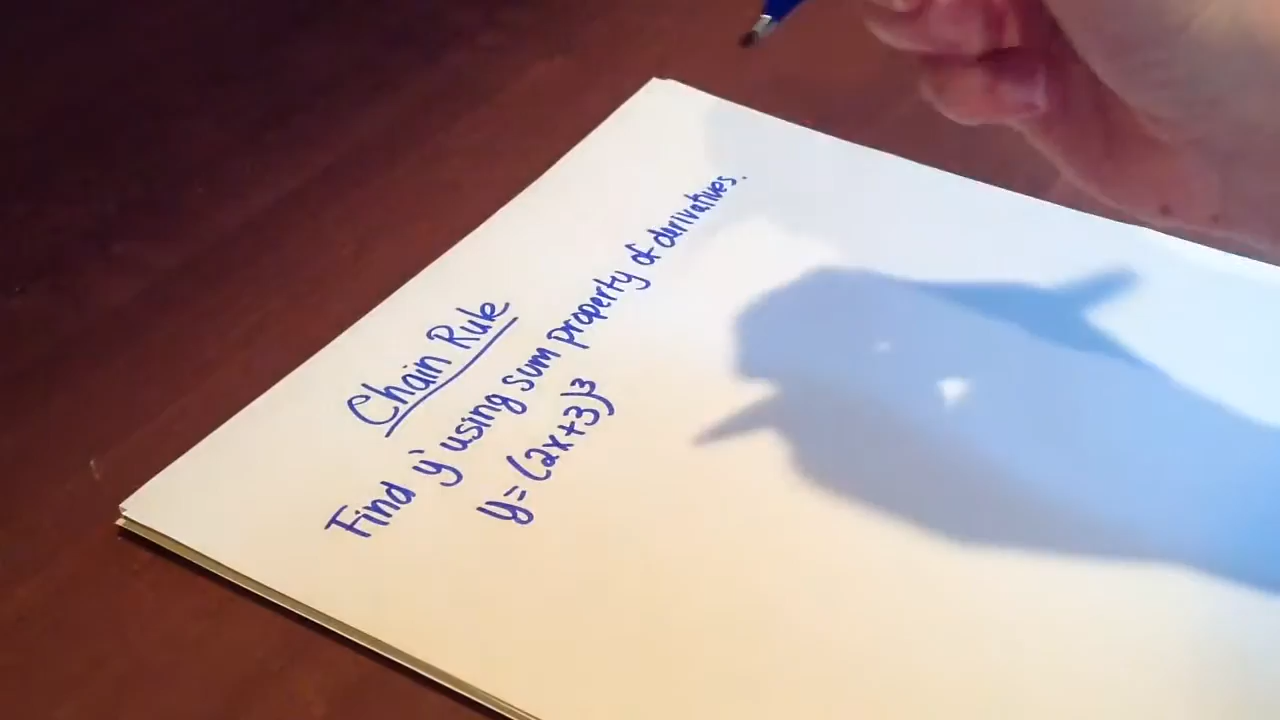 Chain Rule
Find y' using sum property of derivatives.
y = (2x+3)³